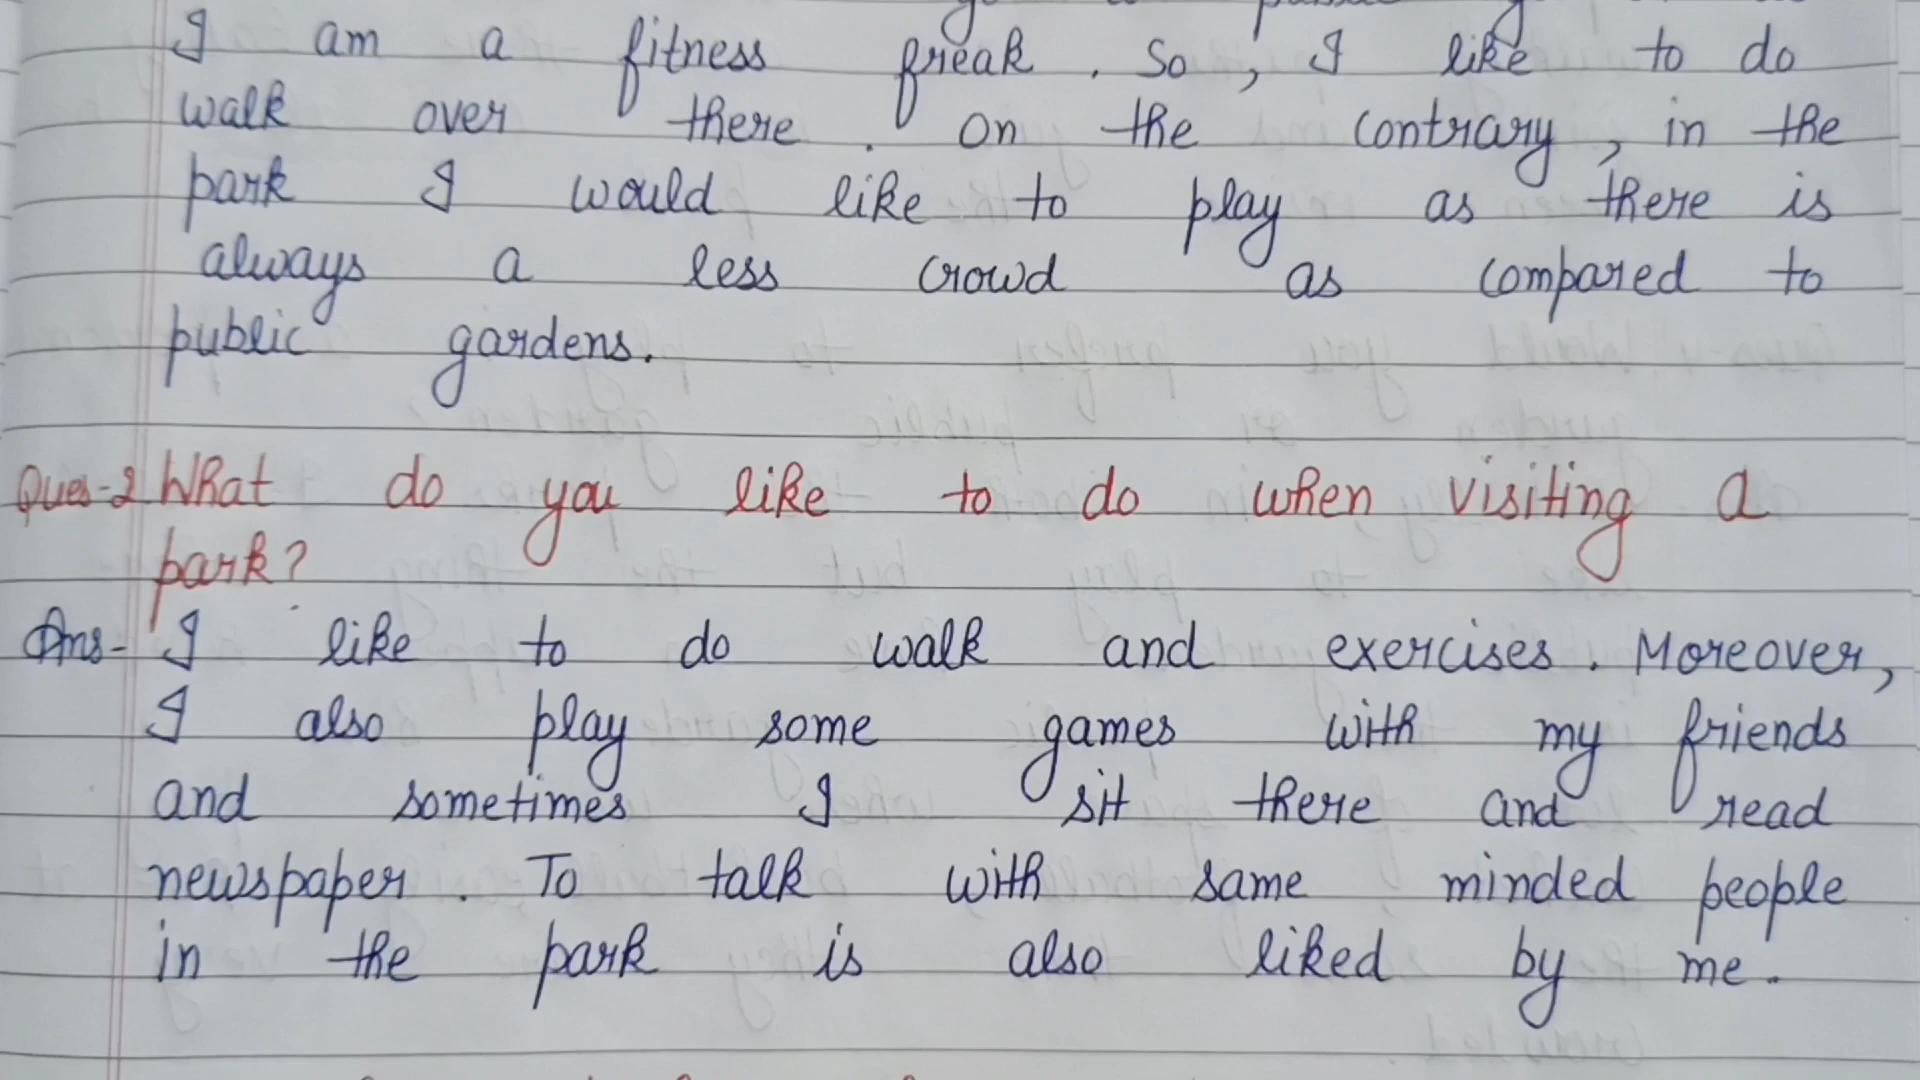 I am a fitness freak. So, I like to do
walk over there. On the contrary, in the
park I would like to play as there is
always a less crowd as compared to
public gardens.
Ques-2 What do you like to do when visiting a
park?
Ans- I like to do walk and exercises. Moreover,
I also play some games with my friends
and sometimes I sit there and read
newspaper. To talk with same minded people
in the park is also liked by me.